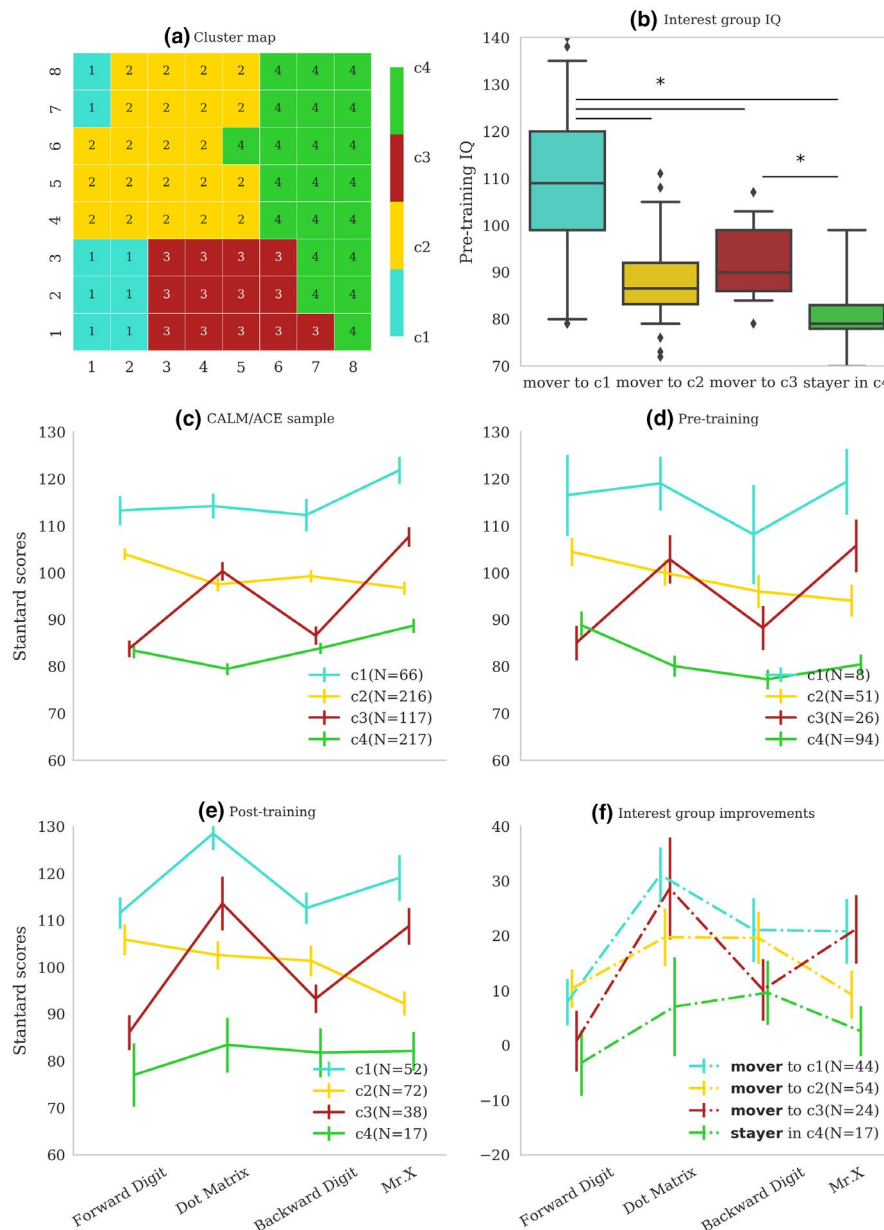 (a) Cluster map
8 1 2 2 2 2 4 4 4
7 1 2 2 2 2 4 4 4
6 2 2 2 2 4 4 4 4
5 2 2 2 2 2 4 4 4
4 2 2 2 2 2 4 4 4
3 1 1 3 3 3 3 4 4
2 1 1 3 3 3 3 4 4
1 1 1 3 3 3 3 3 4
1 2 3 4 5 6 7 8
c4
c3
c2
c1
(b) Interest group IQ
Pre-training IQ
140
130
120
110
100
90
80
70
*
*
mover to c1 mover to c2 mover to c3 stayer in c4
(c) CALM/ACE sample
Stantard scores
130
120
110
100
90
80
70
60
c1(N=66)
c2(N=216)
c3(N=117)
c4(N=217)
(d) Pre-training
130
120
110
100
90
80
70
60
c1(N=8)
c2(N=51)
c3(N=26)
c4(N=94)
(e) Post-training
Stantard scores
130
120
110
100
90
80
70
60
c1(N=52)
c2(N=72)
c3(N=38)
c4(N=17)
Forward Digit
Dot Matrix
Backward Digit
Mr.X
(f) Interest group improvements
40
30
20
10
0
−10
−20
mover to c1(N=44)
mover to c2(N=54)
mover to c3(N=24)
stayer in c4(N=17)
Forward Digit
Dot Matrix
Backward Digit
Mr.X